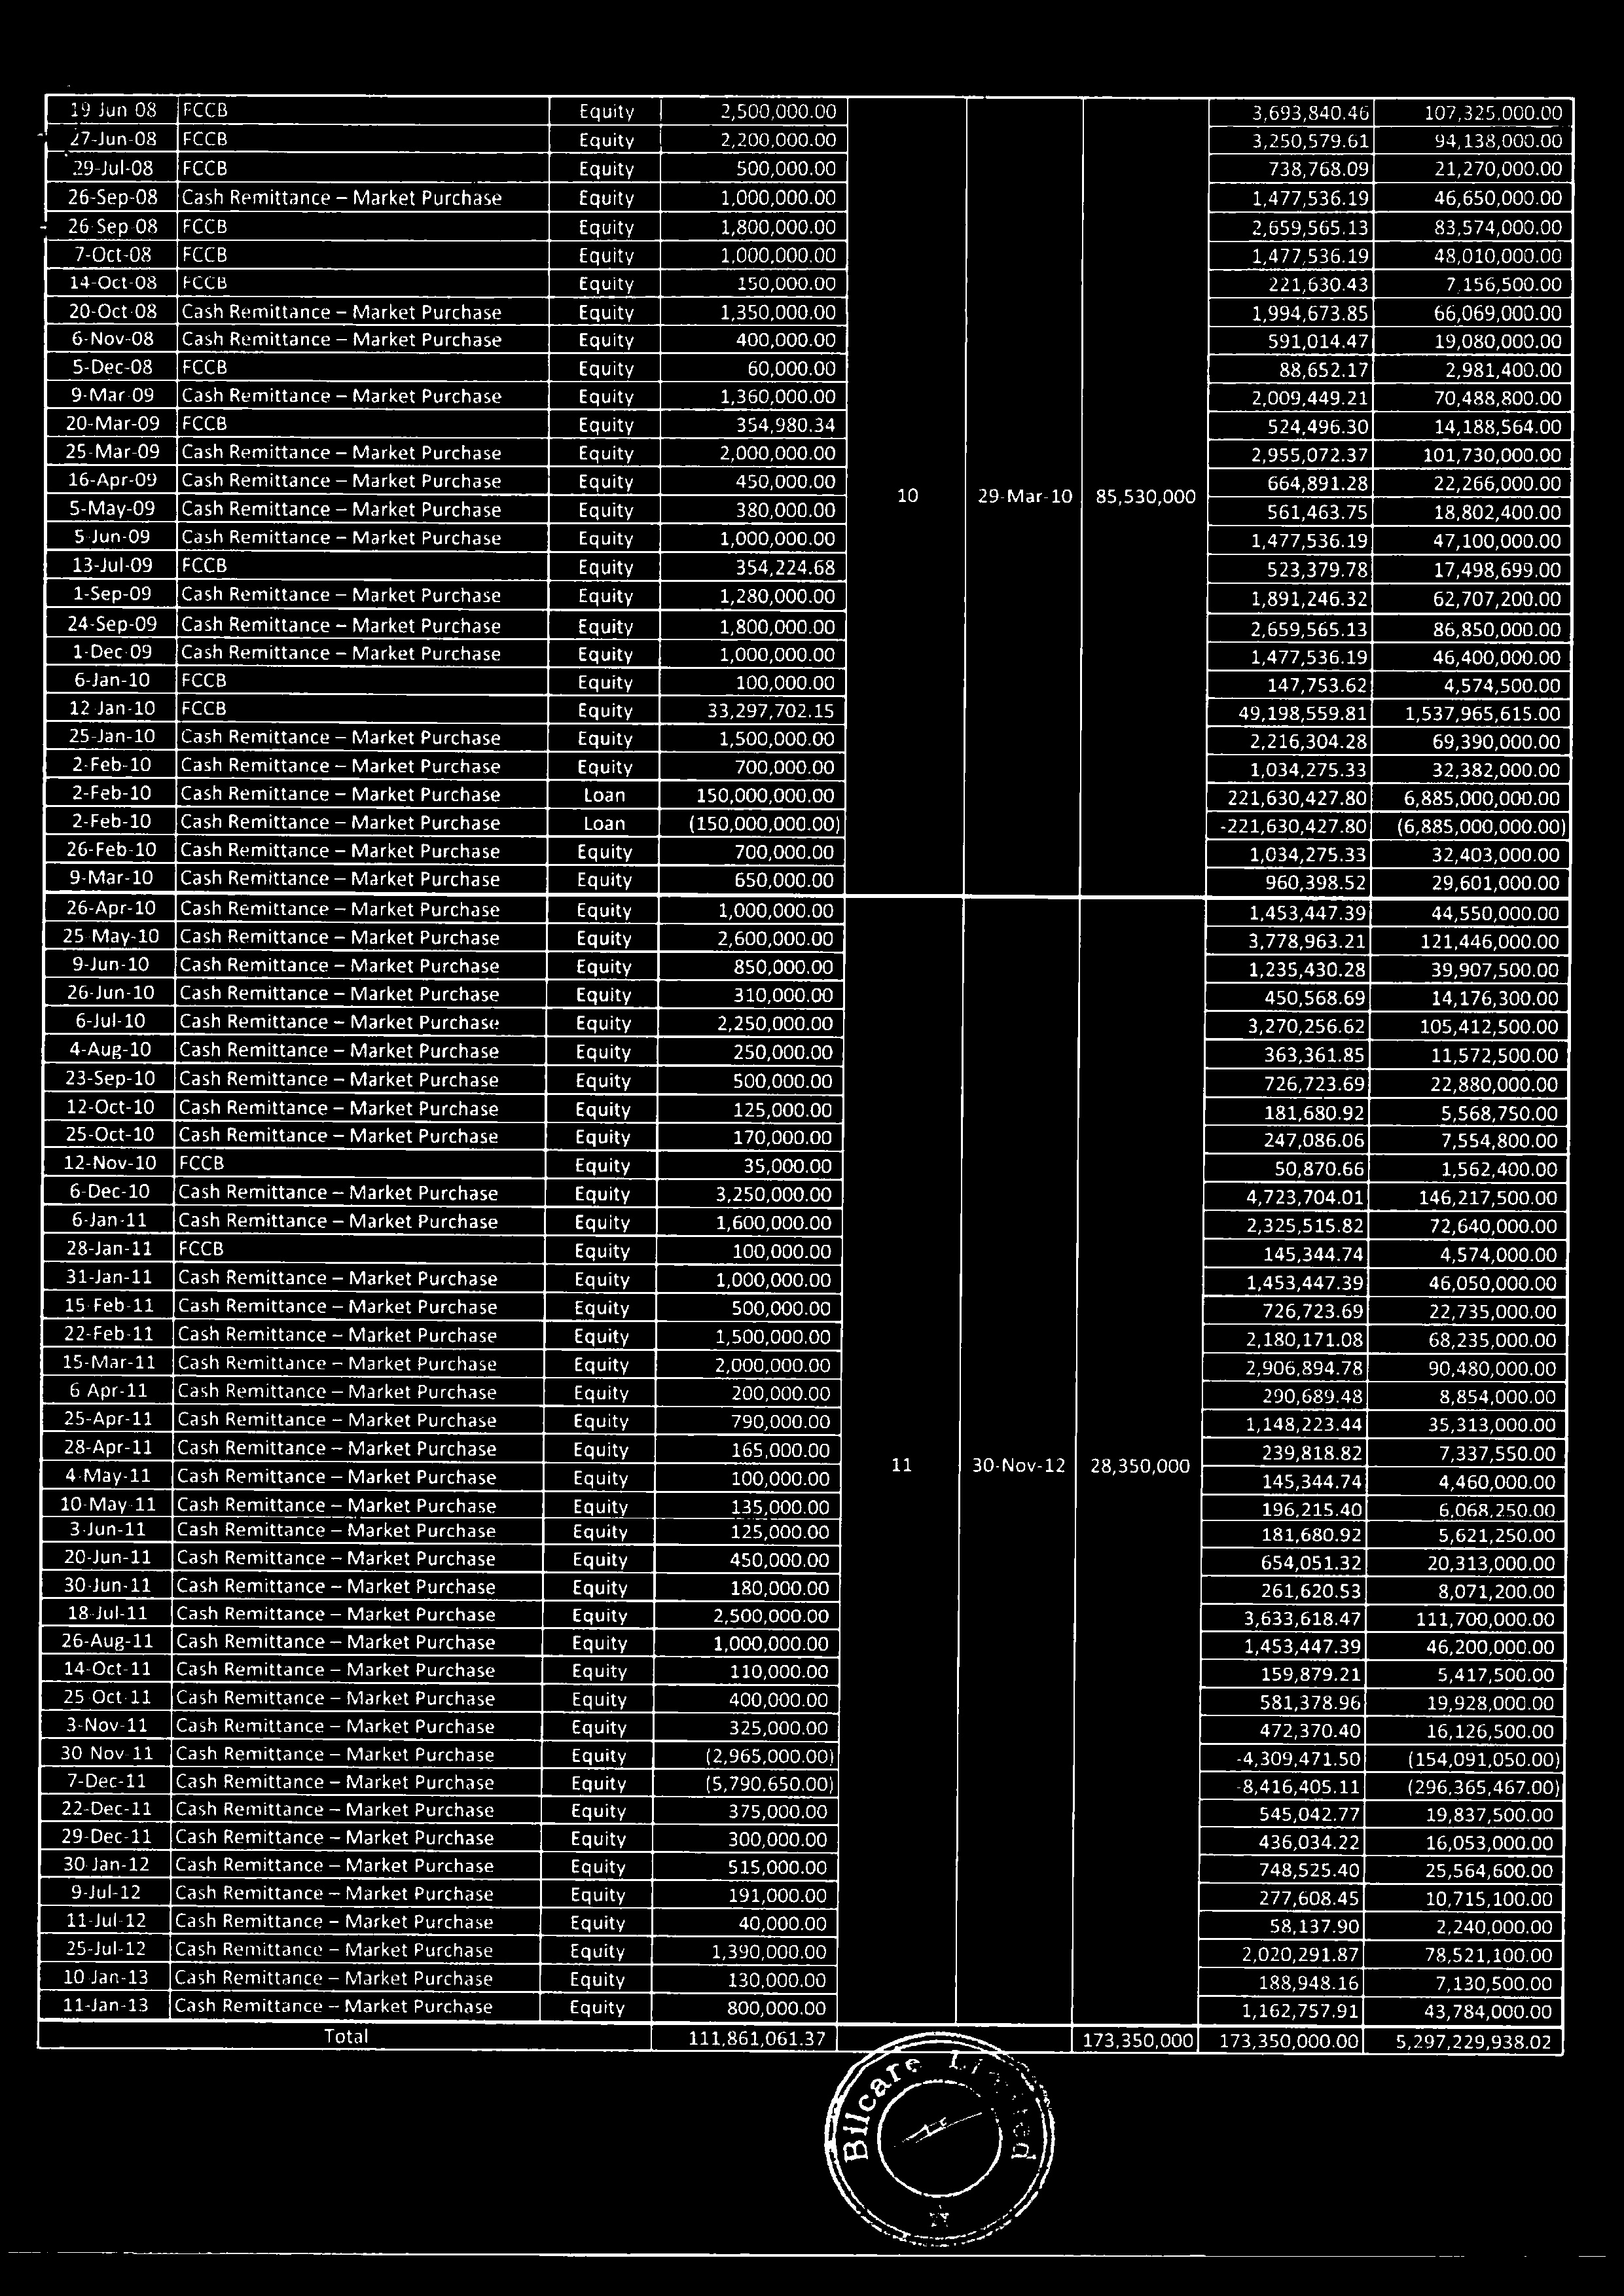 19 Jun 08 FCCB Equity 2,500,000.00 3,693,840.46 107,325,000.00
27-Jun-08 FCCB Equity 2,200,000.00 3,250,579.61 94,138,000.00
29-Jul-08 FCCB Equity 500,000.00 738,768.09 21,270,000.00
26-Sep-08 Cash Remittance – Market Purchase Equity 1,000,000.00 1,477,536.19 46,650,000.00
26 Sep 08 FCCB Equity 1,800,000.00 2,659,565.13 83,574,000.00
7-Oct-08 FCCB Equity 1,000,000.00 1,477,536.19 48,010,000.00
14-Oct-08 FCCB Equity 150,000.00 221,630.43 7,156,500.00
20-Oct-08 Cash Remittance – Market Purchase Equity 1,350,000.00 1,994,673.85 66,069,000.00
6-Nov-08 Cash Remittance – Market Purchase Equity 400,000.00 591,014.47 19,080,000.00
5-Dec-08 FCCB Equity 60,000.00 88,652.17 2,981,400.00
9-Mar-09 Cash Remittance – Market Purchase Equity 1,360,000.00 2,009,449.21 70,488,800.00
20-Mar-09 FCCB Equity 354,980.34 524,496.30 14,188,564.00
25-Mar-09 Cash Remittance – Market Purchase Equity 2,000,000.00 2,955,072.37 101,730,000.00
16-Apr-09 Cash Remittance – Market Purchase Equity 450,000.00 10 29-Mar-10 85,530,000 664,891.28 22,266,000.00
5-May-09 Cash Remittance – Market Purchase Equity 380,000.00 561,463.75 18,802,400.00
5-Jun-09 Cash Remittance – Market Purchase Equity 1,000,000.00 1,477,536.19 47,100,000.00
13-Jul-09 FCCB Equity 354,224.68 523,379.78 17,498,699.00
1-Sep-09 Cash Remittance – Market Purchase Equity 1,280,000.00 1,891,246.32 62,707,200.00
24-Sep-09 Cash Remittance – Market Purchase Equity 1,800,000.00 2,659,565.13 86,850,000.00
1-Dec 09 Cash Remittance – Market Purchase Equity 1,000,000.00 1,477,536.19 46,400,000.00
6-Jan-10 FCCB Equity 100,000.00 147,753.62 4,574,500.00
12 Jan-10 FCCB Equity 33,297,702.15 49,198,559.81 1,537,965,615.00
25-Jan-10 Cash Remittance – Market Purchase Equity 1,500,000.00 2,216,304.28 69,390,000.00
2-Feb-10 Cash Remittance – Market Purchase Equity 700,000.00 1,034,275.33 32,382,000.00
2-Feb-10 Cash Remittance – Market Purchase Loan 150,000,000.00 221,630,427.80 6,885,000,000.00
2-Feb-10 Cash Remittance – Market Purchase Loan (150,000,000.00) -221,630,427.80 (6,885,000,000.00)
26-Feb-10 Cash Remittance – Market Purchase Equity 700,000.00 1,034,275.33 32,403,000.00
9-Mar-10 Cash Remittance – Market Purchase Equity 650,000.00 960,398.52 29,601,000.00
26-Apr-10 Cash Remittance – Market Purchase Equity 1,000,000.00 1,453,447.39 44,550,000.00
25 May-10 Cash Remittance – Market Purchase Equity 2,600,000.00 3,778,963.21 121,446,000.00
9-Jun-10 Cash Remittance – Market Purchase Equity 850,000.00 1,235,430.28 39,907,500.00
26-Jun-10 Cash Remittance – Market Purchase Equity 310,000.00 450,568.69 14,176,300.00
6-Jul-10 Cash Remittance – Market Purchase Equity 2,250,000.00 3,270,256.62 105,412,500.00
4-Aug-10 Cash Remittance – Market Purchase Equity 250,000.00 363,361.85 11,572,500.00
23-Sep-10 Cash Remittance – Market Purchase Equity 500,000.00 726,723.69 22,880,000.00
12-Oct-10 Cash Remittance – Market Purchase Equity 125,000.00 181,680.92 5,568,750.00
25-Oct-10 Cash Remittance – Market Purchase Equity 170,000.00 247,086.06 7,554,800.00
12-Nov-10 FCCB Equity 35,000.00 50,870.66 1,562,400.00
6-Dec-10 Cash Remittance – Market Purchase Equity 3,250,000.00 4,723,704.01 146,217,500.00
6-Jan-11 Cash Remittance – Market Purchase Equity 1,600,000.00 2,325,515.82 72,640,000.00
28-Jan-11 FCCB Equity 100,000.00 145,344.74 4,574,000.00
31-Jan-11 Cash Remittance – Market Purchase Equity 1,000,000.00 1,453,447.39 46,050,000.00
15 Feb-11 Cash Remittance – Market Purchase Equity 500,000.00 726,723.69 22,735,000.00
22-Feb-11 Cash Remittance – Market Purchase Equity 1,500,000.00 2,180,171.08 68,235,000.00
15-Mar-11 Cash Remittance – Market Purchase Equity 2,000,000.00 2,906,894.78 90,480,000.00
6 Apr-11 Cash Remittance – Market Purchase Equity 200,000.00 290,689.48 8,854,000.00
25-Apr-11 Cash Remittance – Market Purchase Equity 790,000.00 1,148,223.44 35,313,000.00
28-Apr-11 Cash Remittance – Market Purchase Equity 165,000.00 11 30-Nov-12 28,350,000 239,818.82 7,337,550.00
4-May-11 Cash Remittance – Market Purchase Equity 100,000.00 145,344.74 4,460,000.00
10-May 11 Cash Remittance – Market Purchase Equity 135,000.00 196,215.40 6,068,250.00
3-Jun-11 Cash Remittance – Market Purchase Equity 125,000.00 181,680.92 5,621,250.00
20-Jun-11 Cash Remittance – Market Purchase Equity 450,000.00 654,051.32 20,313,000.00
30-Jun-11 Cash Remittance – Market Purchase Equity 180,000.00 261,620.53 8,071,200.00
18-Jul-11 Cash Remittance – Market Purchase Equity 2,500,000.00 3,633,618.47 111,700,000.00
26-Aug-11 Cash Remittance – Market Purchase Equity 1,000,000.00 1,453,447.39 46,200,000.00
14-Oct-11 Cash Remittance – Market Purchase Equity 110,000.00 159,879.21 5,417,500.00
25 Oct-11 Cash Remittance – Market Purchase Equity 400,000.00 581,378.96 19,928,000.00
3-Nov-11 Cash Remittance – Market Purchase Equity 325,000.00 472,370.40 16,126,500.00
30 Nov 11 Cash Remittance – Market Purchase Equity (2,965,000.00) -4,309,471.50 (154,091,050.00)
7-Dec-11 Cash Remittance – Market Purchase Equity (5,790.650.00) -8,416,405.11 (296,365,467.00)
22-Dec-11 Cash Remittance – Market Purchase Equity 375,000.00 545,042.77 19,837,500.00
29-Dec-11 Cash Remittance – Market Purchase Equity 300,000.00 436,034.22 16,053,000.00
30 Jan-12 Cash Remittance – Market Purchase Equity 515,000.00 748,525.40 25,564,600.00
9-Jul-12 Cash Remittance – Market Purchase Equity 191,000.00 277,608.45 10,715,100.00
11-Jul-12 Cash Remittance – Market Purchase Equity 40,000.00 58,137.90 2,240,000.00
25-Jul-12 Cash Remittance – Market Purchase Equity 1,390,000.00 2,020,291.87 78,521,100.00
10 Jan-13 Cash Remittance – Market Purchase Equity 130,000.00 188,948.16 7,130,500.00
11-Jan-13 Cash Remittance – Market Purchase Equity 800,000.00 1,162,757.91 43,784,000.00
Total 111,861,061.37 173,350,000 173,350,000.00 5,297,229,938.02
Bilcare Limited